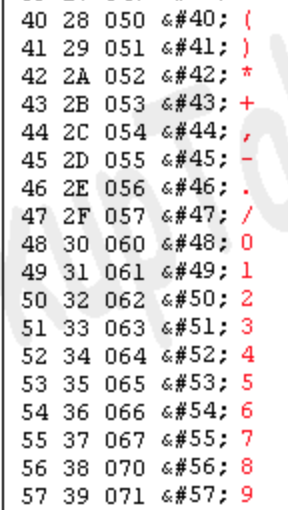 40 28 050 &#40; (
41 29 051 &#41; )
42 2A 052 &#42; *
43 2B 053 &#43; +
44 2C 054 &#44; ,
45 2D 055 &#45; -
46 2E 056 &#46; .
47 2F 057 &#47; /
48 30 060 &#48; 0
49 31 061 &#49; 1
50 32 062 &#50; 2
51 33 063 &#51; 3
52 34 064 &#52; 4
53 35 065 &#53; 5
54 36 066 &#54; 6
55 37 067 &#55; 7
56 38 070 &#56; 8
57 39 071 &#57; 9